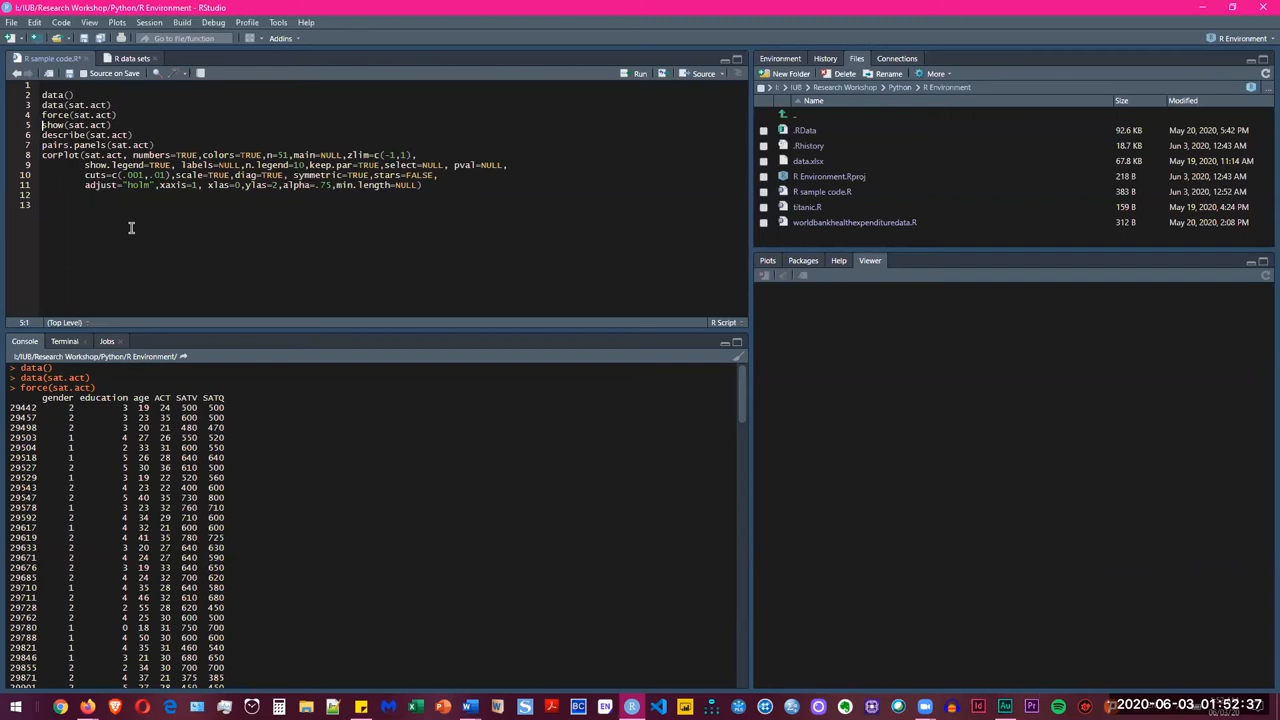 I:/IUB/Research Workshop/Python/R Environment - RStudio
File Edit Code View Plots Session Build Debug Profile Tools Help
Go to file/function Addins R Environment
R sample code.R* R data sets
Source on Save Run Source
1
2 data()
3 data(sat.act)
4 force(sat.act)
5 show(sat.act)
6 describe(sat.act)
7 pairs.panels(sat.act)
8 corPlot(sat.act, numbers=TRUE,colors=TRUE,n=51,main=NULL,zlim=c(-1,1),
9 show.legend=TRUE, labels=NULL,n.legend=10,keep.par=TRUE,select=NULL, pval=NULL,
10 cuts=c(.001,.01),scale=TRUE,diag=TRUE, symmetric=TRUE,stars=FALSE,
11 adjust="holm",xaxis=1, xlas=0,ylas=2,alpha=.75,min.length=NULL)
12
13
5:1 (Top Level) R Script
Console Terminal Jobs
I:/IUB/Research Workshop/Python/R Environment/
> data()
> data(sat.act)
> force(sat.act)
gender education age ACT SATV SATQ
29442 2 3 19 24 500 500
29457 2 3 23 35 600 500
29498 2 3 20 21 480 470
29503 1 4 27 26 550 520
29504 1 2 33 31 600 550
29518 1 5 26 28 640 640
29527 2 5 30 36 610 500
29529 1 3 19 22 520 560
29543 2 4 23 22 400 600
29547 2 5 40 35 730 800
29578 1 3 23 32 760 710
29592 2 4 34 29 710 600
29617 1 4 32 21 600 600
29619 2 4 41 35 780 725
29633 2 3 20 27 640 630
29671 2 4 24 27 640 590
29676 2 3 19 33 640 650
29685 2 4 24 32 700 620
29710 1 4 35 28 640 580
29711 2 4 46 32 610 680
29728 2 2 55 28 620 450
29762 2 4 25 30 600 500
29780 1 0 18 31 750 700
29788 1 4 50 30 600 600
29821 1 4 35 31 460 540
29846 1 3 21 30 680 650
29855 2 2 34 30 700 700
29871 2 4 37 21 375 385
29901 2 5 27 28 450 450
Environment History Files Connections
New Folder Delete Rename More
I: IUB Research Workshop Python R Environment
Name Size Modified
..
.RData 92.6 KB May 20, 2020, 5:42 PM
.Rhistory 18.7 KB Jun 3, 2020, 12:43 AM
data.xlsx 67.8 KB May 19, 2020, 11:14 AM
R Environment.Rproj 218 B Jun 3, 2020, 12:43 AM
R sample code.R 383 B Jun 3, 2020, 12:52 AM
titanic.R 159 B May 19, 2020, 4:24 PM
worldbankhealthexpendituredata.R 312 B May 20, 2020, 2:08 PM
Plots Packages Help Viewer
2020-06-03 01:52:37